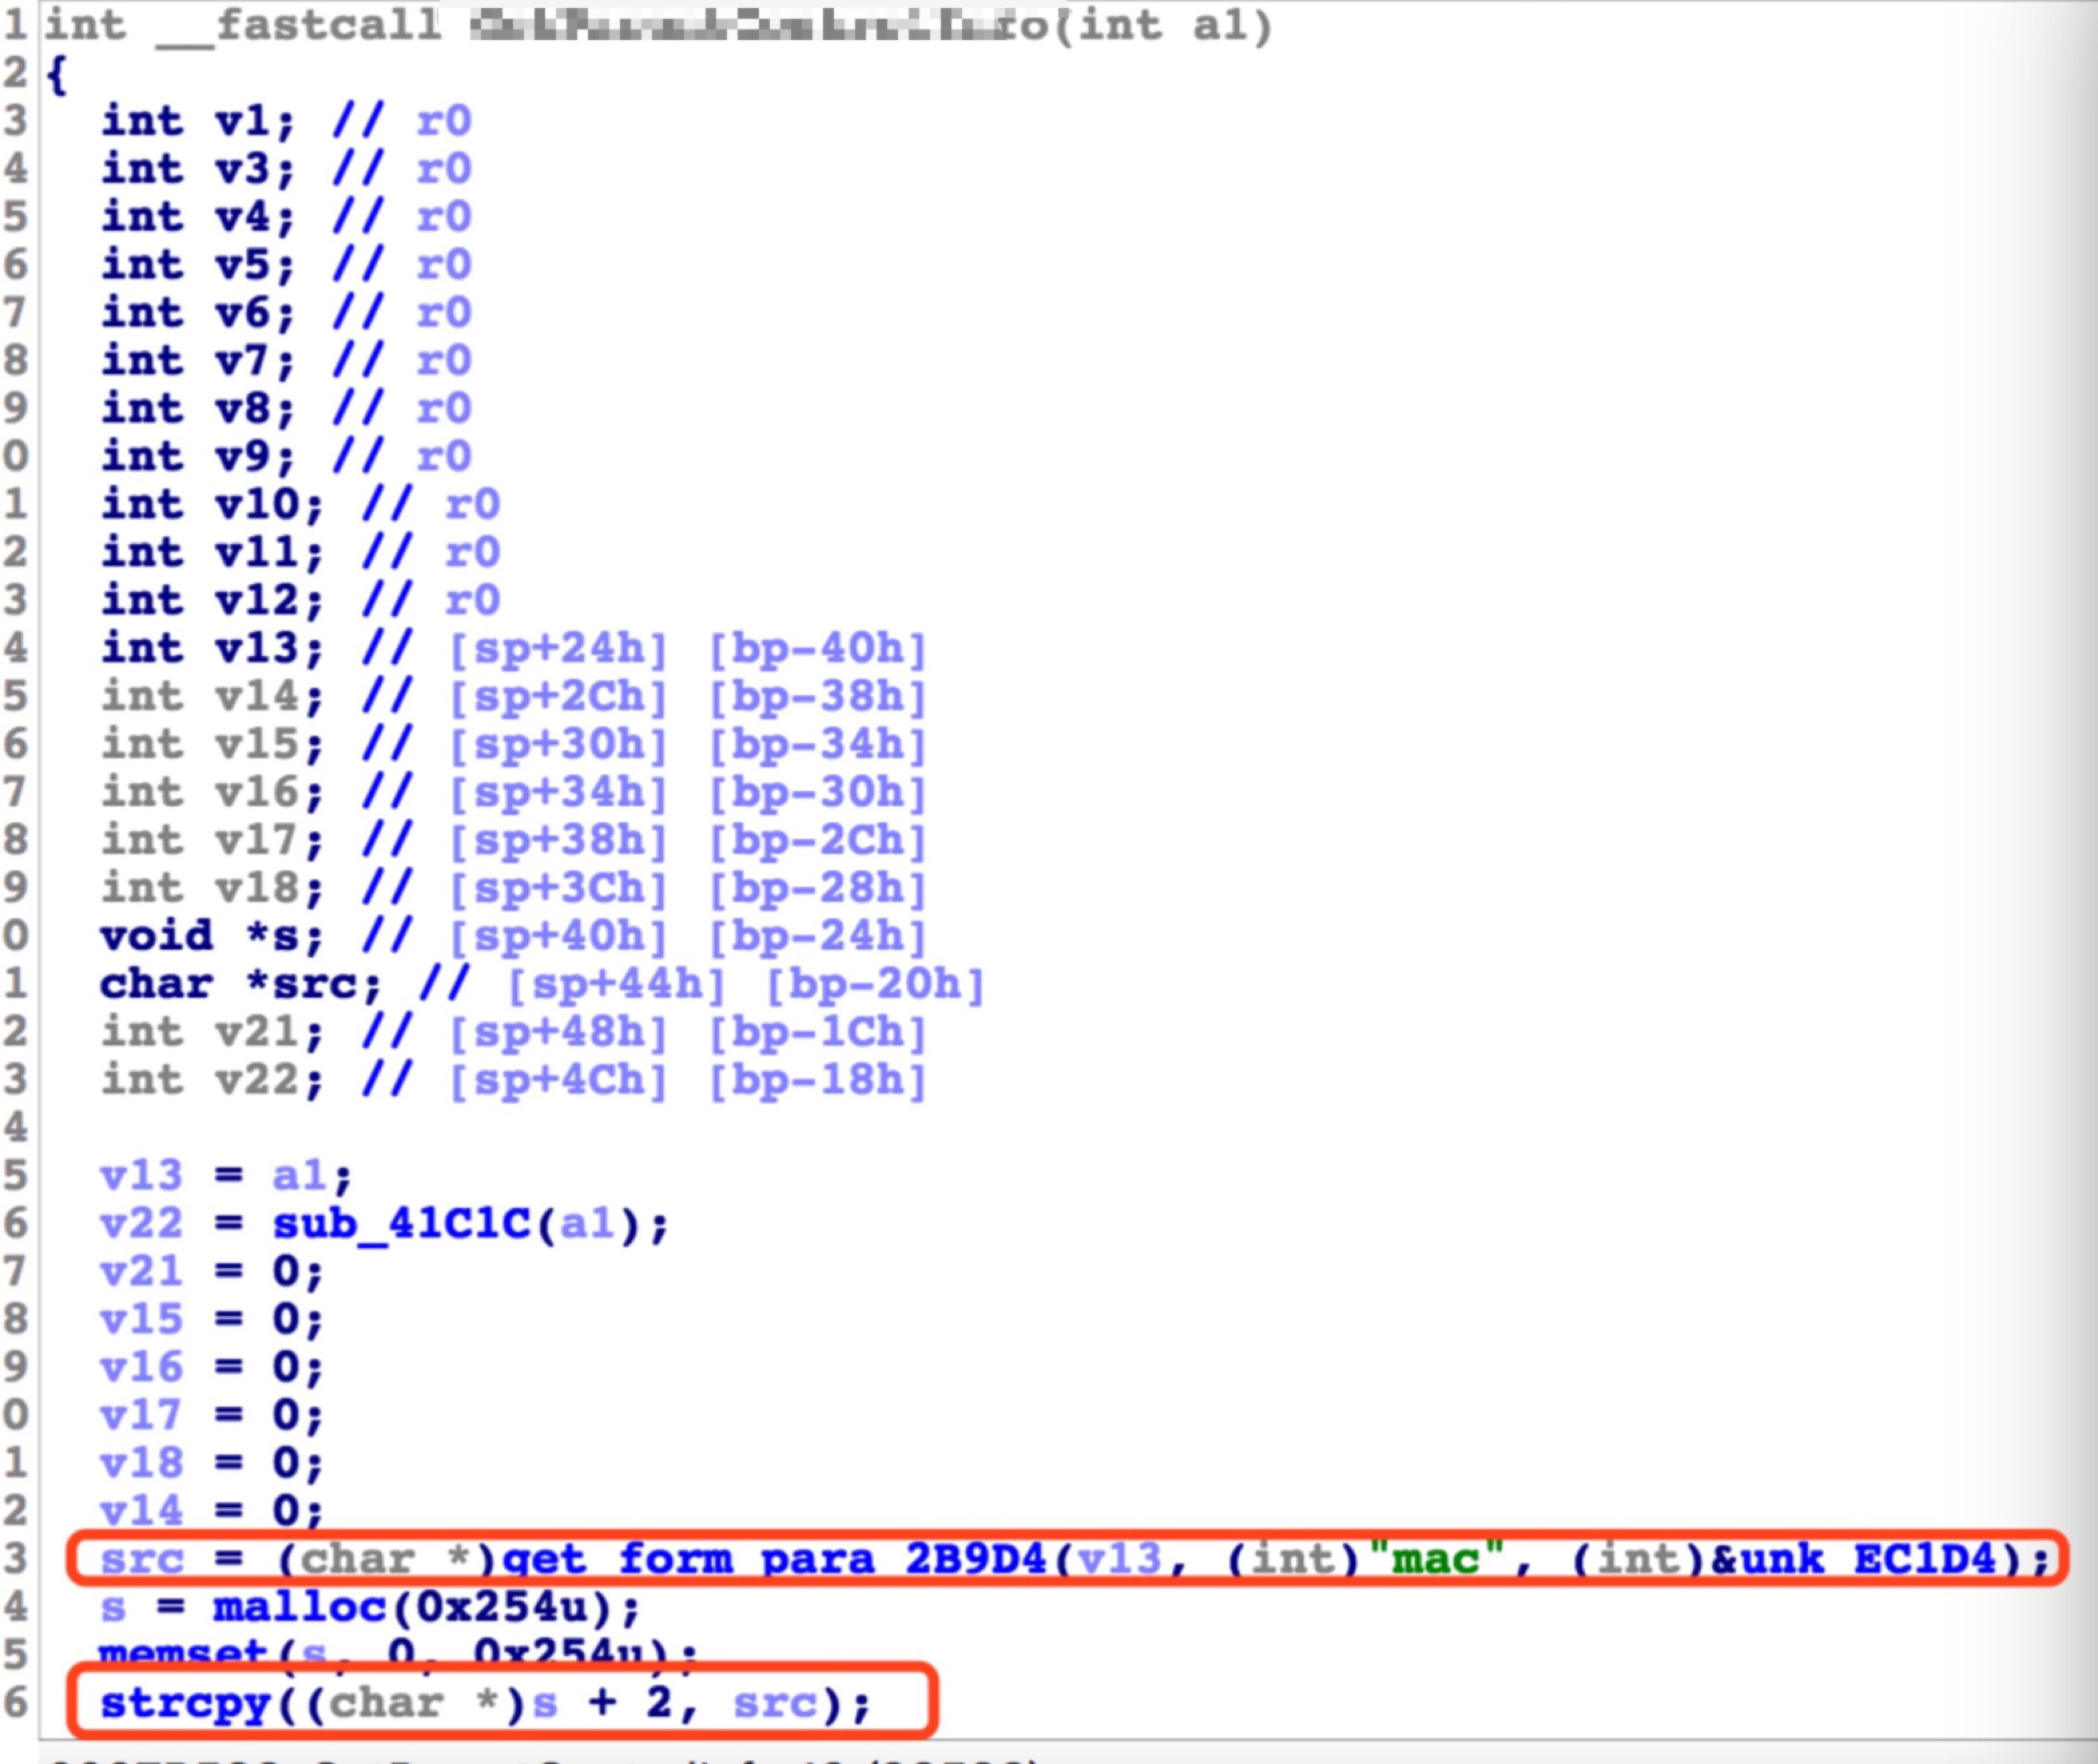 1 int __fastcall ro(int a1)
2 {
3 int v1; // r0
4 int v3; // r0
5 int v4; // r0
6 int v5; // r0
7 int v6; // r0
8 int v7; // r0
9 int v8; // r0
0 int v9; // r0
1 int v10; // r0
2 int v11; // r0
3 int v12; // r0
4 int v13; // [sp+24h] [bp-40h]
5 int v14; // [sp+2Ch] [bp-38h]
6 int v15; // [sp+30h] [bp-34h]
7 int v16; // [sp+34h] [bp-30h]
8 int v17; // [sp+38h] [bp-2Ch]
9 int v18; // [sp+3Ch] [bp-28h]
0 void *s; // [sp+40h] [bp-24h]
1 char *src; // [sp+44h] [bp-20h]
2 int v21; // [sp+48h] [bp-1Ch]
3 int v22; // [sp+4Ch] [bp-18h]
4
5 v13 = a1;
6 v22 = sub_41C1C(a1);
7 v21 = 0;
8 v15 = 0;
9 v16 = 0;
0 v17 = 0;
1 v18 = 0;
2 v14 = 0;
3 src = (char *)get_form_para_2B9D4(v13, (int)"mac", (int)&unk_EC1D4);
4 s = malloc(0x254u);
5 memset(s, 0, 0x254u);
6 strcpy((char *)s + 2, src);